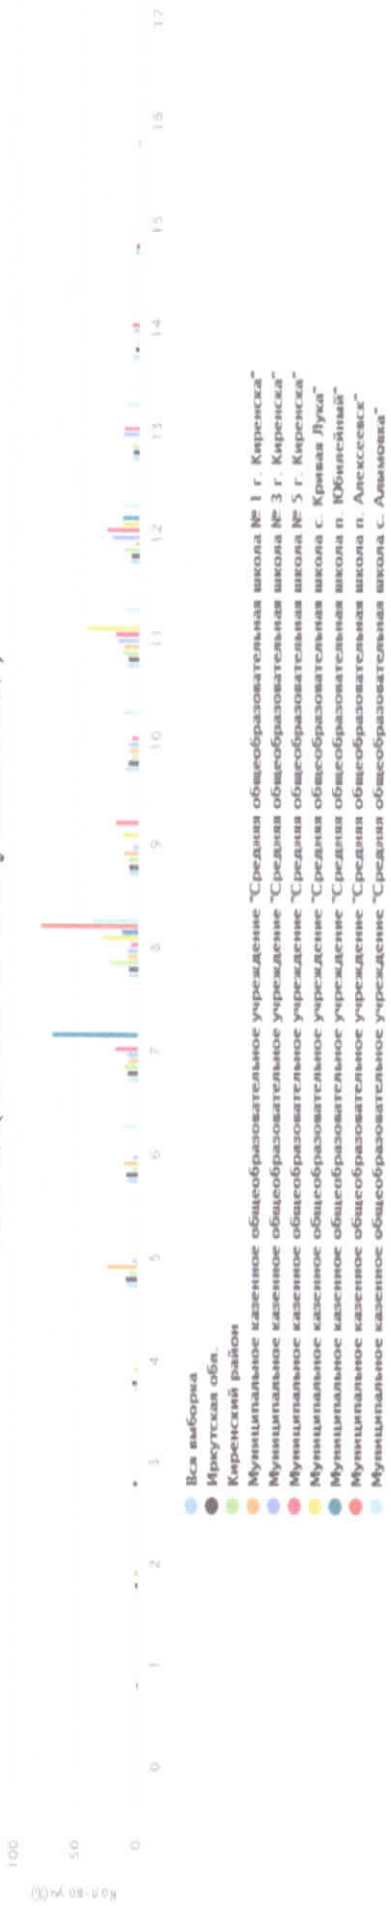 100
50
0
Кол-во уч(%)
0 1 2 3 4 5 6 7 8 9 10 11 12 13 14 15 16 17
Вся выборка
Иркутская обл.
Киренский район
Муниципальное казенное общеобразовательное учреждение "Средняя общеобразовательная школа № 1 г. Киренска"
Муниципальное казенное общеобразовательное учреждение "Средняя общеобразовательная школа № 3 г. Киренска"
Муниципальное казенное общеобразовательное учреждение "Средняя общеобразовательная школа № 5 г. Киренска"
Муниципальное казенное общеобразовательное учреждение "Средняя общеобразовательная школа с. Кривая Лука"
Муниципальное казенное общеобразовательное учреждение "Средняя общеобразовательная школа п. Юбилейный"
Муниципальное казенное общеобразовательное учреждение "Средняя общеобразовательная школа п. Алексеевск"
Муниципальное казенное общеобразовательное учреждение "Средняя общеобразовательная школа с. Алымовка"